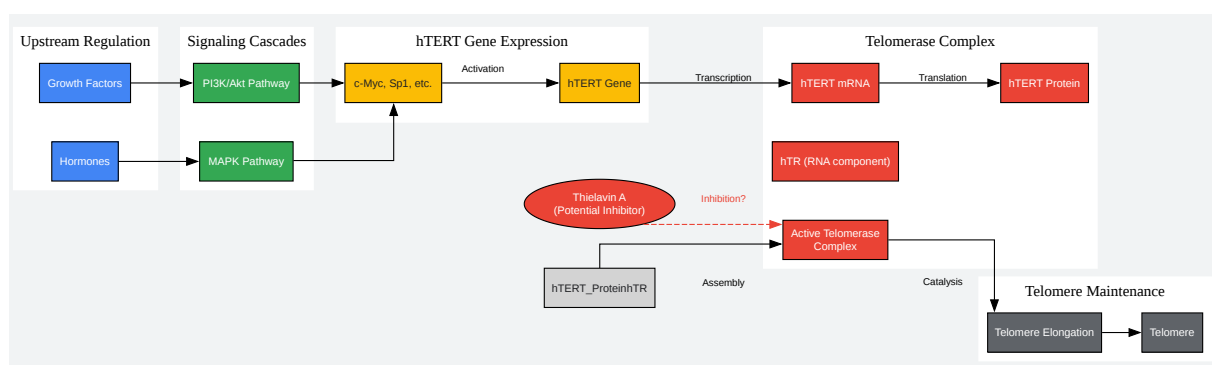 Upstream Regulation
Signaling Cascades
hTERT Gene Expression
Telomerase Complex
Growth Factors
PI3K/Akt Pathway
c-Myc, Sp1, etc.
Activation
hTERT Gene
Transcription
hTERT mRNA
Translation
hTERT Protein
Hormones
MAPK Pathway
hTR (RNA component)
Thielavin A
(Potential Inhibitor)
Inhibition?
Active Telomerase
Complex
hTERT_ProteinhTR
Assembly
Catalysis
Telomere Maintenance
Telomere Elongation
Telomere